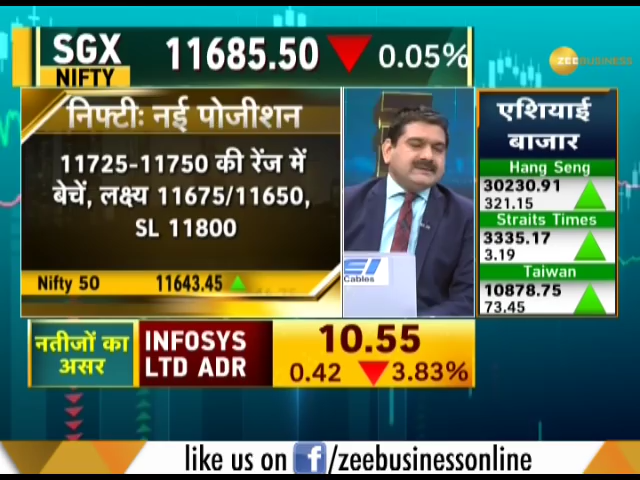 SGX
NIFTY
11685.50 0.05%
ZEE BUSINESS
निफ्टी: नई पोजीशन
11725-11750 की रेंज में
बेचें, लक्ष्य 11675/11650,
SL 11800
Nifty 50 11643.45
EI
Cables
एशियाई
बाजार
Hang Seng
30230.91
321.15
Straits Times
3335.17
3.19
Taiwan
10878.75
73.45
नतीजों का
असर
INFOSYS
LTD ADR
10.55
0.42 3.83%
like us on f/zeebusinessonline